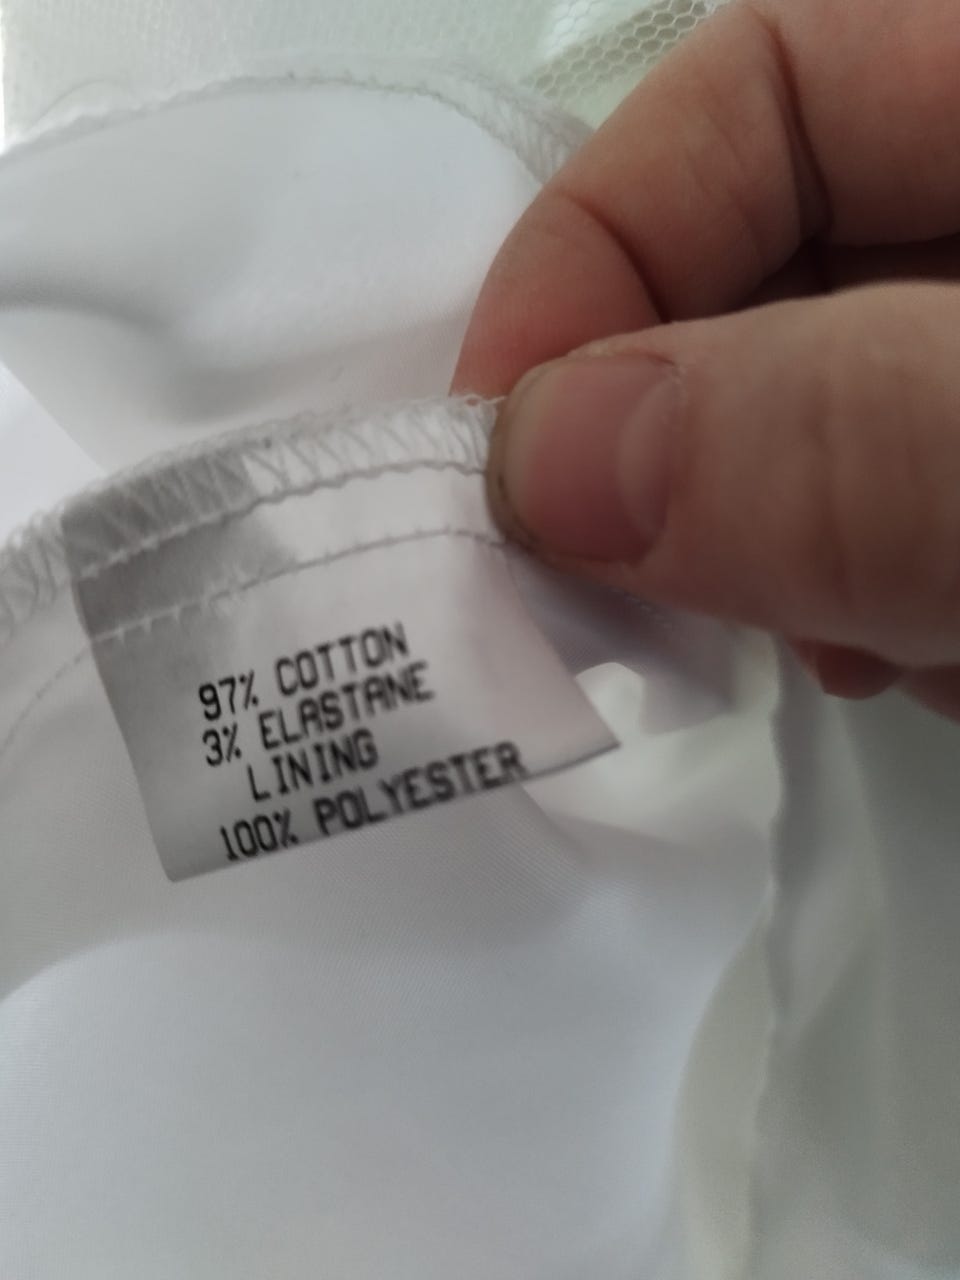 97% COTTON
3% ELASTANE
LINING
100% POLYESTER